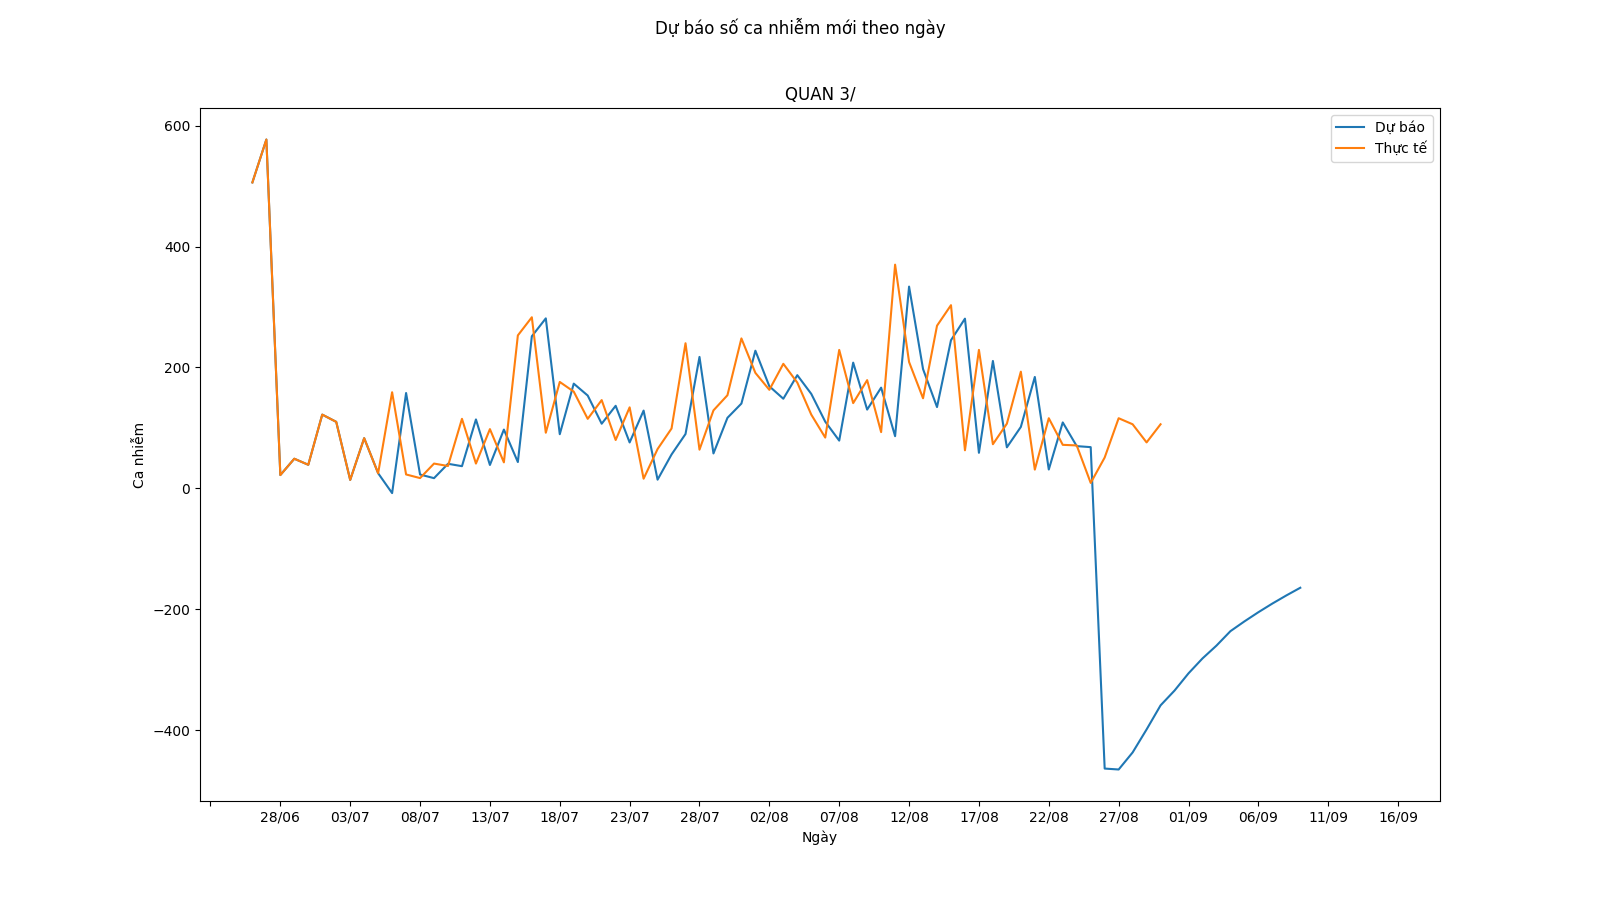 Dự báo số ca nhiễm mới theo ngày
QUAN 3/
Dự báo
Thực tế
600
400
200
0
−200
−400
Ca nhiễm
28/06 03/07 08/07 13/07 18/07 23/07 28/07 02/08 07/08 12/08 17/08 22/08 27/08 01/09 06/09 11/09 16/09
Ngày